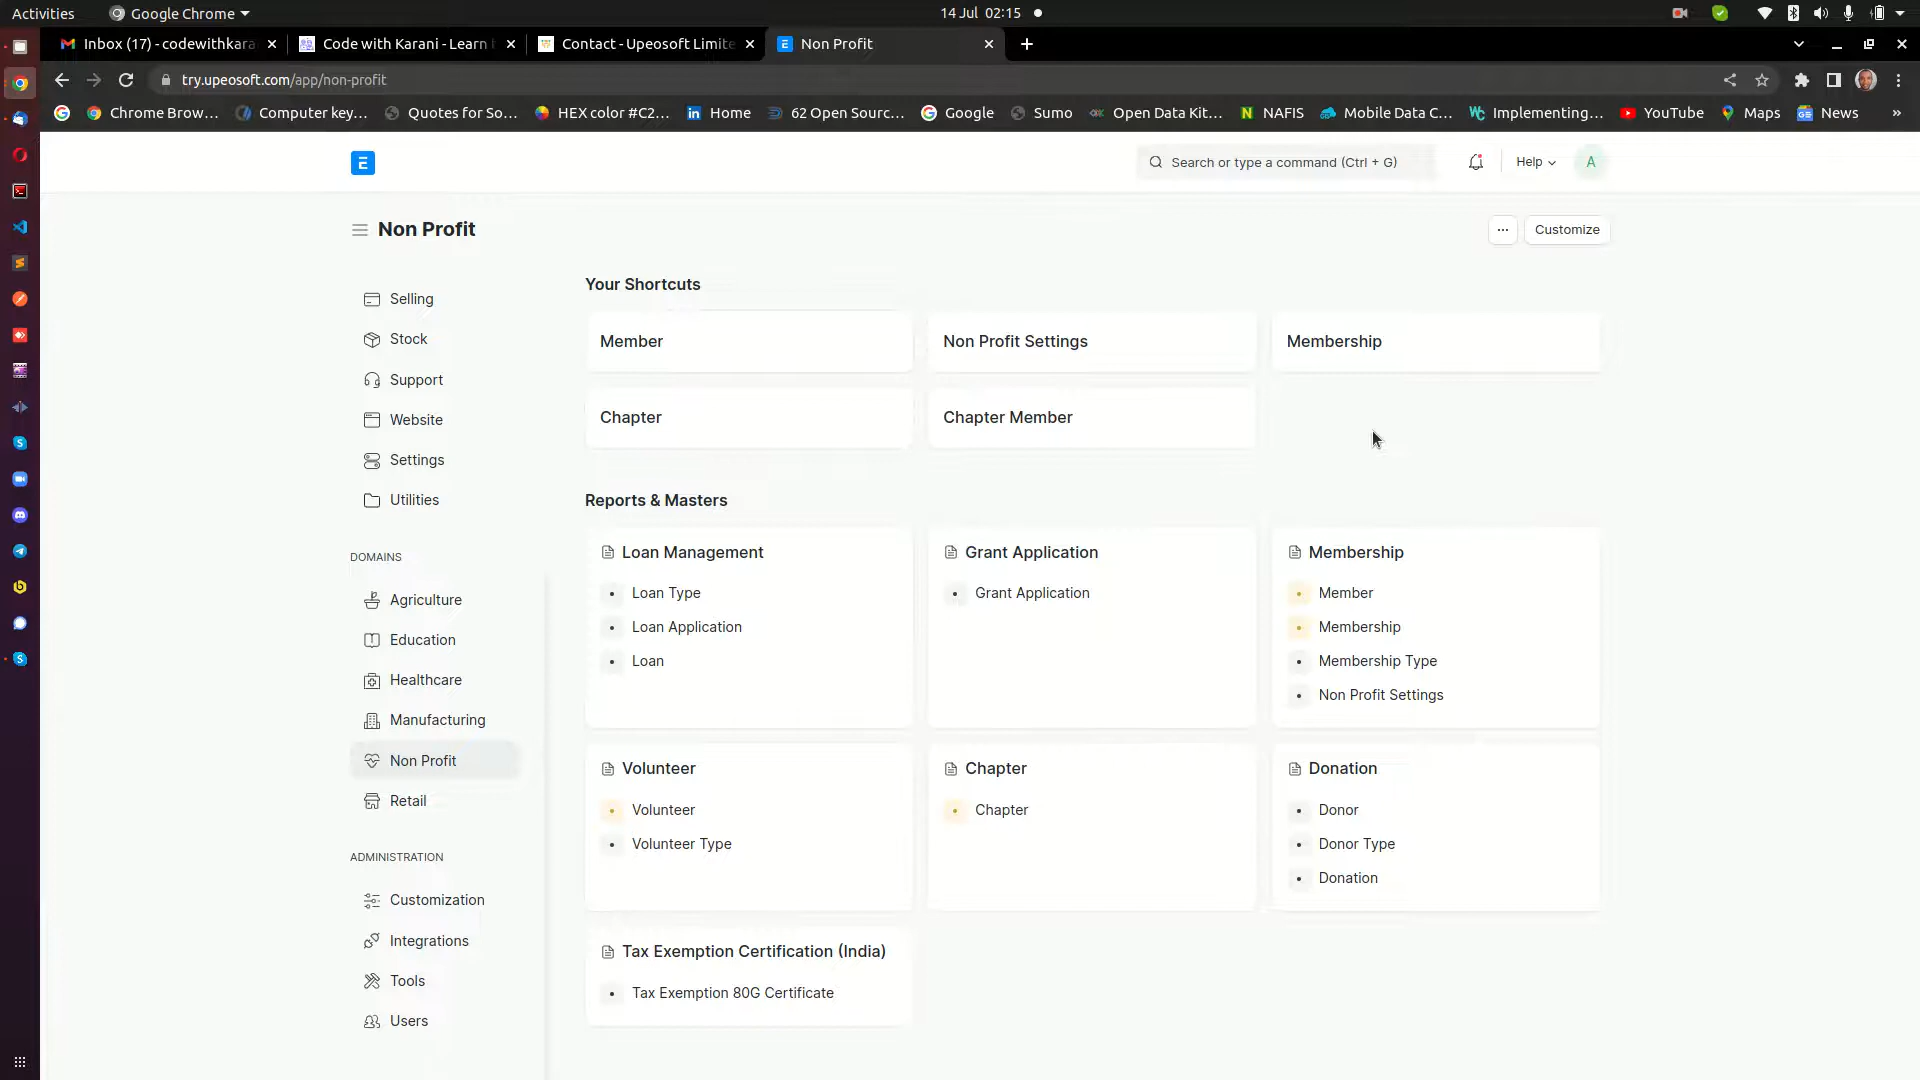 Activities
Google Chrome
14 Jul 02:15
Inbox (17) - codewithkara
Code with Karani - Learn
Contact - Upeosoft Limite
Non Profit
try.upeosoft.com/app/non-profit
Chrome Brow...
Computer key...
Quotes for So...
HEX color #C2...
Home
62 Open Sourc...
Google
Sumo
Open Data Kit...
NAFIS
Mobile Data C...
Implementing...
YouTube
Maps
News
»
E
Search or type a command (Ctrl + G)
Help
A
Non Profit
...
Customize
Selling
Stock
Support
Website
Settings
Utilities
DOMAINS
Agriculture
Education
Healthcare
Manufacturing
Non Profit
Retail
ADMINISTRATION
Customization
Integrations
Tools
Users
Your Shortcuts
Member
Non Profit Settings
Membership
Chapter
Chapter Member
Reports & Masters
Loan Management
Loan Type
Loan Application
Loan
Grant Application
Grant Application
Membership
Member
Membership
Membership Type
Non Profit Settings
Volunteer
Volunteer
Volunteer Type
Chapter
Chapter
Donation
Donor
Donor Type
Donation
Tax Exemption Certification (India)
Tax Exemption 80G Certificate